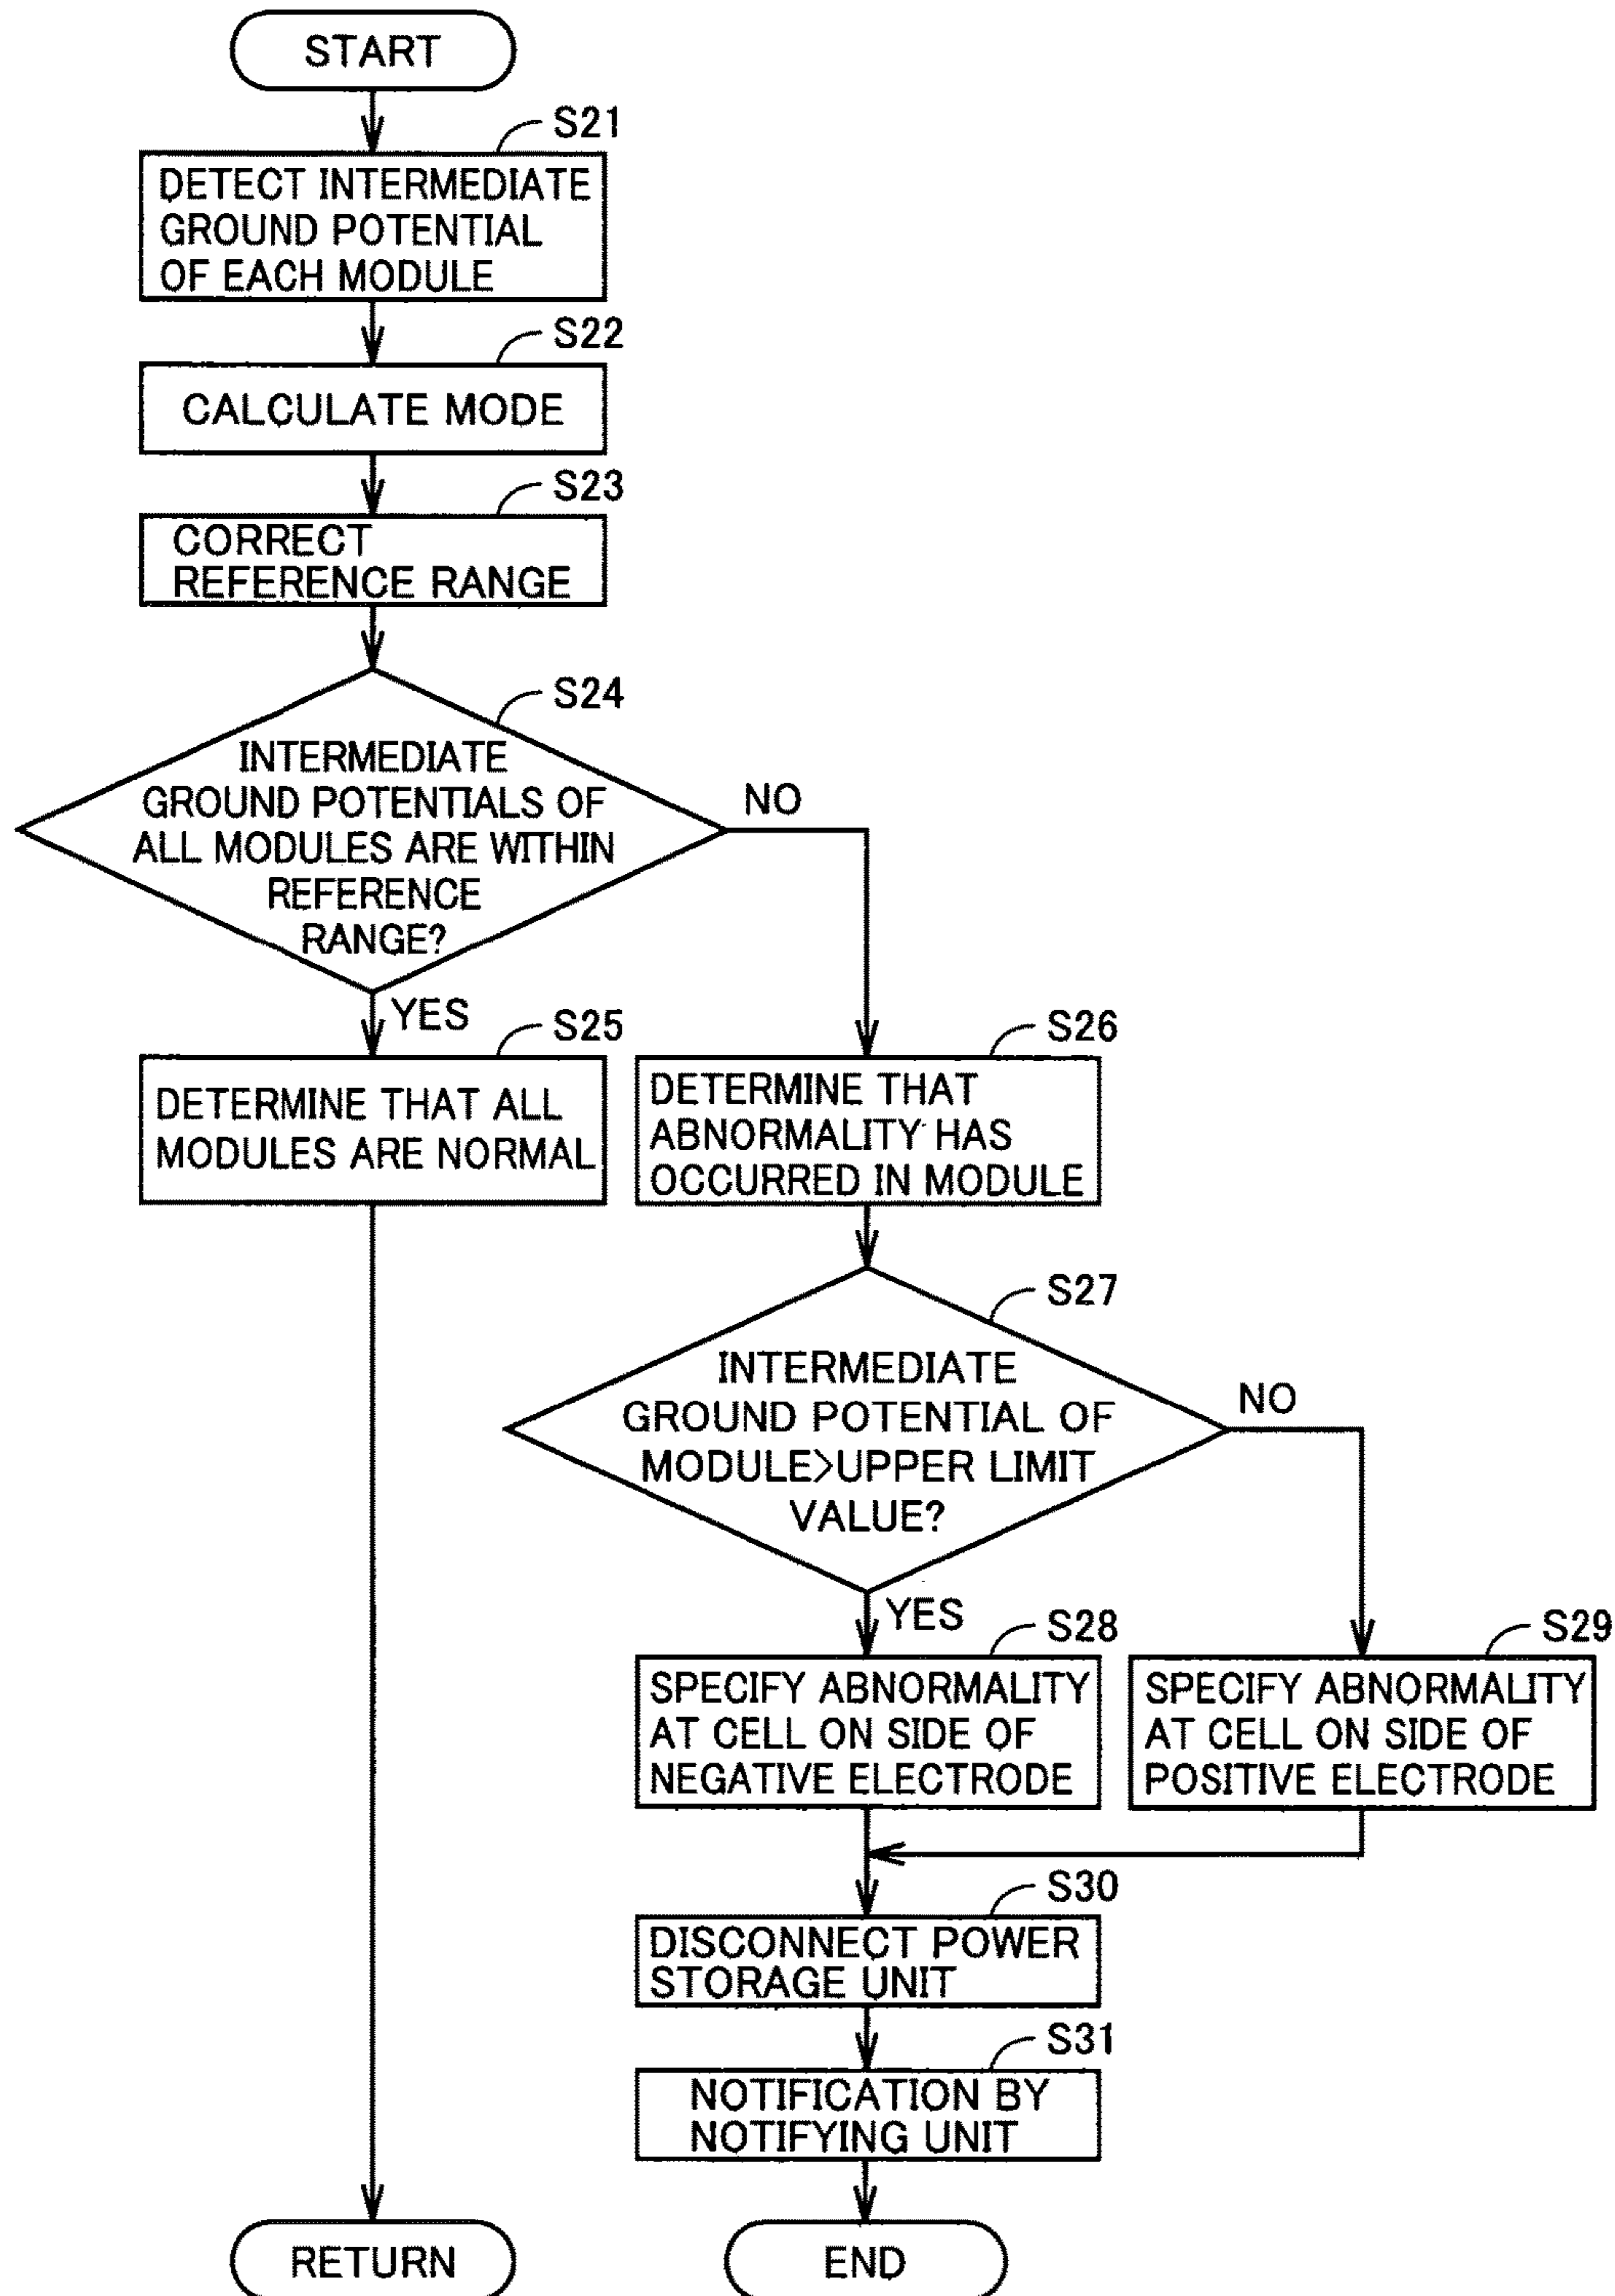 START
S21
DETECT INTERMEDIATE
GROUND POTENTIAL
OF EACH MODULE
S22
CALCULATE MODE
S23
CORRECT
REFERENCE RANGE
S24
INTERMEDIATE
GROUND POTENTIALS OF
ALL MODULES ARE WITHIN
REFERENCE
RANGE?
NO
YES
S25
DETERMINE THAT ALL
MODULES ARE NORMAL
S26
DETERMINE THAT
ABNORMALITY HAS
OCCURRED IN MODULE
S27
INTERMEDIATE
GROUND POTENTIAL OF
MODULE>UPPER LIMIT
VALUE?
NO
YES
S28
SPECIFY ABNORMALITY
AT CELL ON SIDE OF
NEGATIVE ELECTRODE
S29
SPECIFY ABNORMALITY
AT CELL ON SIDE OF
POSITIVE ELECTRODE
S30
DISCONNECT POWER
STORAGE UNIT
S31
NOTIFICATION BY
NOTIFYING UNIT
RETURN
END